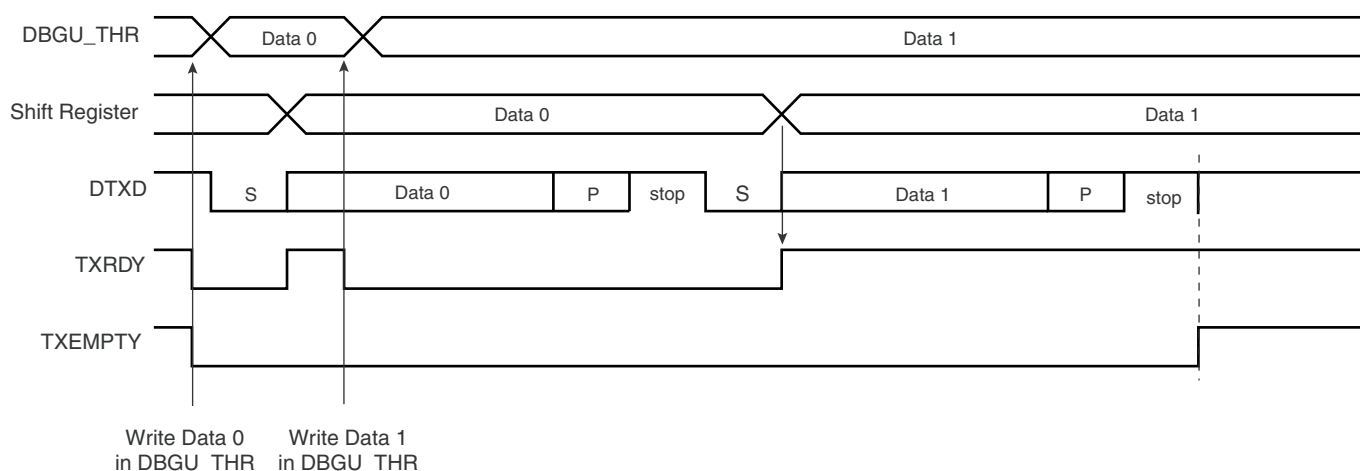 DBGU_THR Data 0 Data 1
Shift Register Data 0 Data 1
DTXD S Data 0 P stop S Data 1 P stop
TXRDY
TXEMPTY
Write Data 0 Write Data 1
in DBGU_THR in DBGU_THR